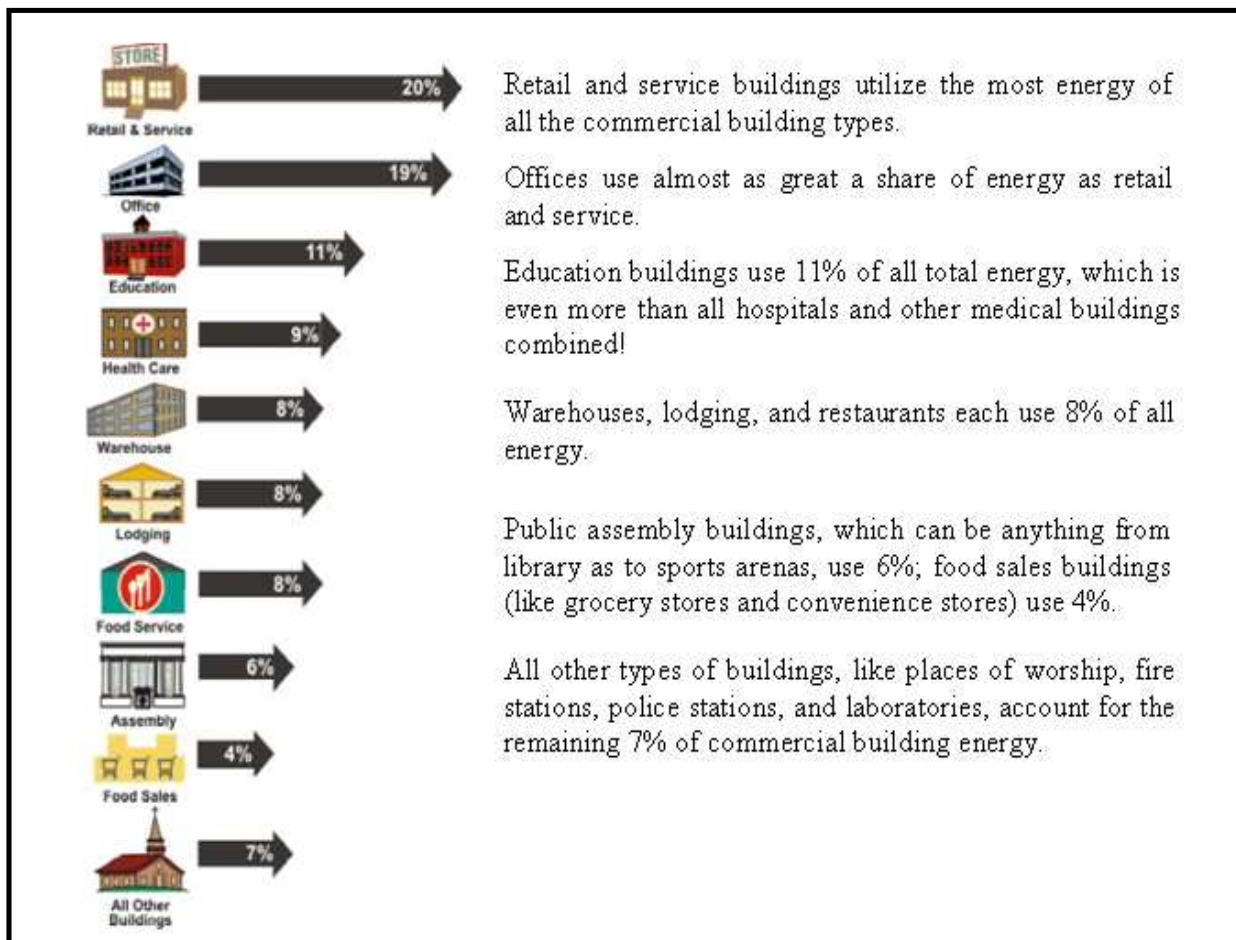 STORE
20%
Retail & Service
Retail and service buildings utilize the most energy of
all the commercial building types.
19%
Office
Offices use almost as great a share of energy as retail
and service.
11%
Education
Education buildings use 11% of all total energy, which is
even more than all hospitals and other medical buildings
combined!
9%
Health Care
8%
Warehouse
Warehouses, lodging, and restaurants each use 8% of all
energy.
8%
Lodging
8%
Food Service
Public assembly buildings, which can be anything from
library as to sports arenas, use 6%; food sales buildings
(like grocery stores and convenience stores) use 4%.
6%
Assembly
4%
Food Sales
7%
All Other
Buildings
All other types of buildings, like places of worship, fire
stations, police stations, and laboratories, account for the
remaining 7% of commercial building energy.